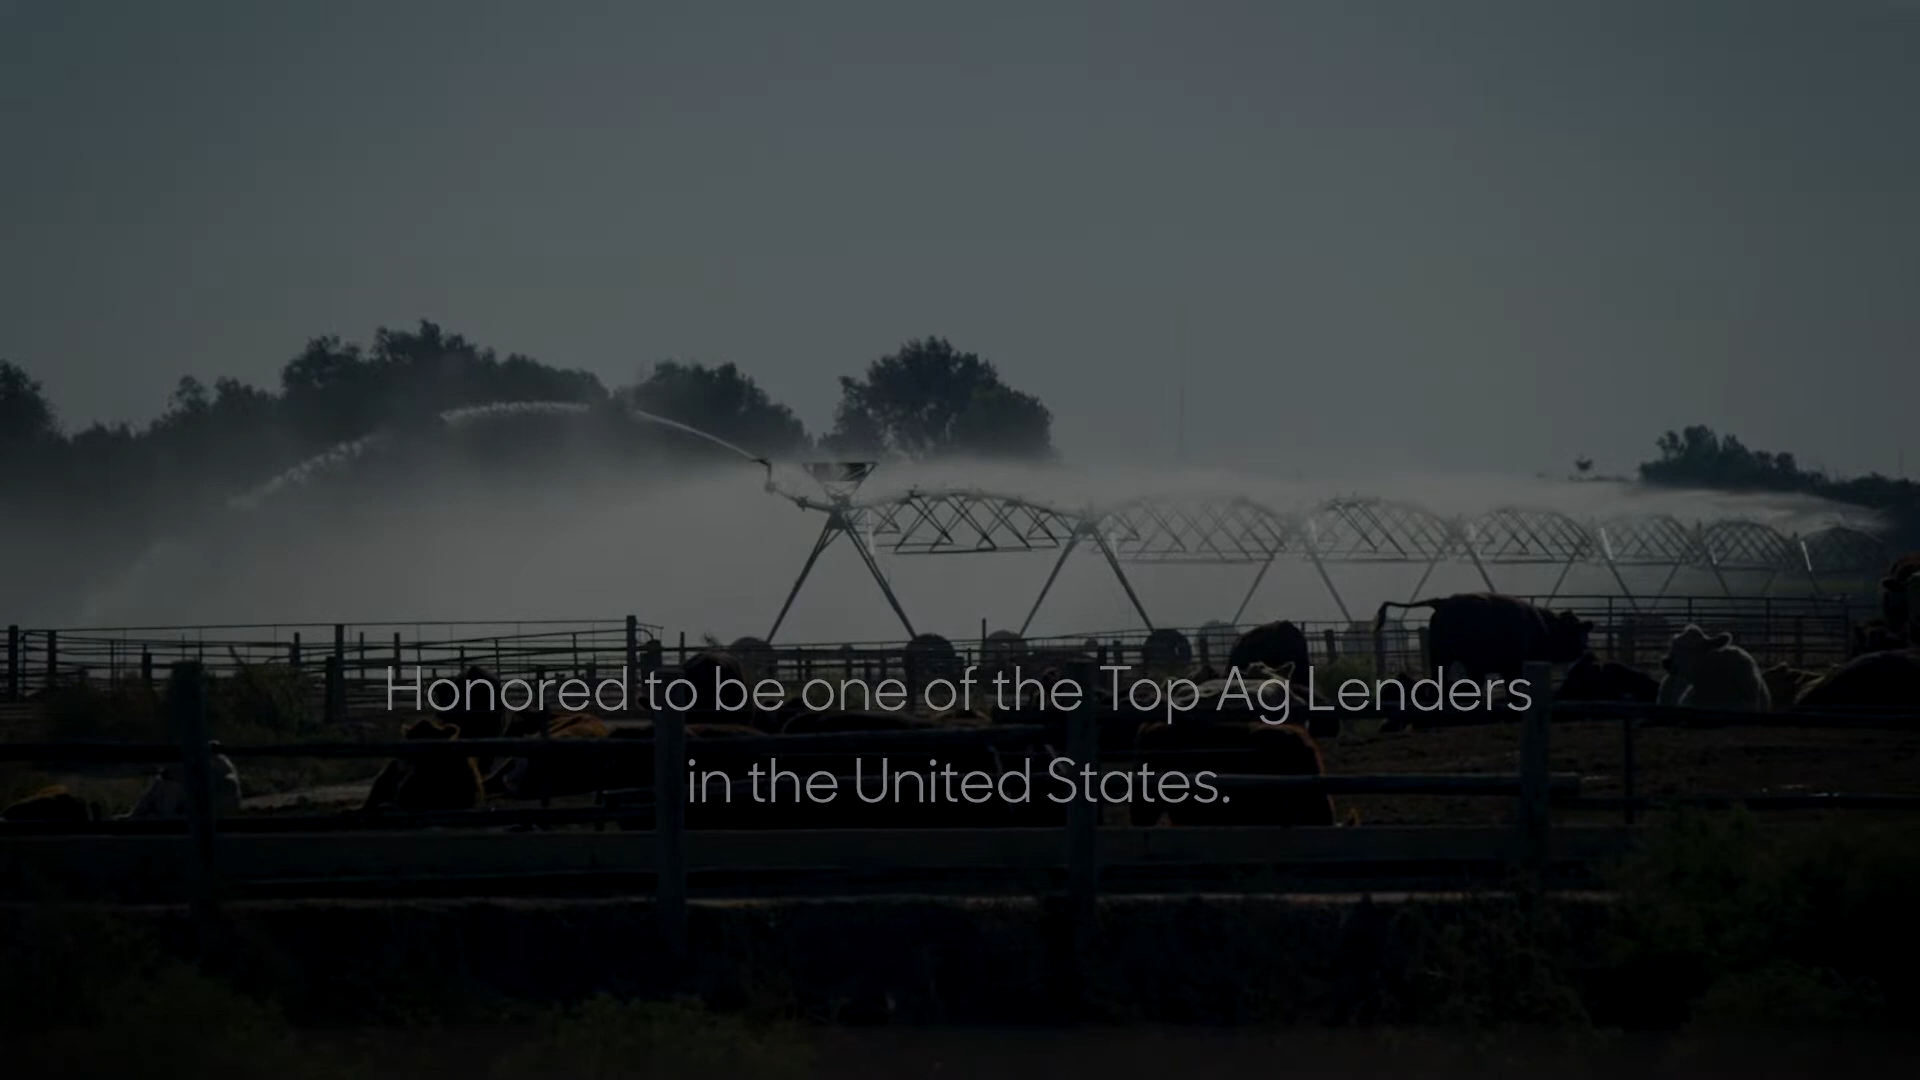 Honored to be one of the Top Ag Lenders
in the United States.